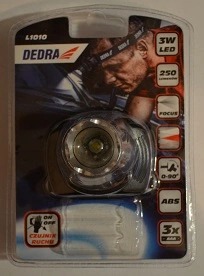 L1010
DEDRA
3W
LED
250
LUMENÓW
FOCUS
0-90°
ABS
ON
OFF
CZUJNIK
RUCHU
3x
AAA